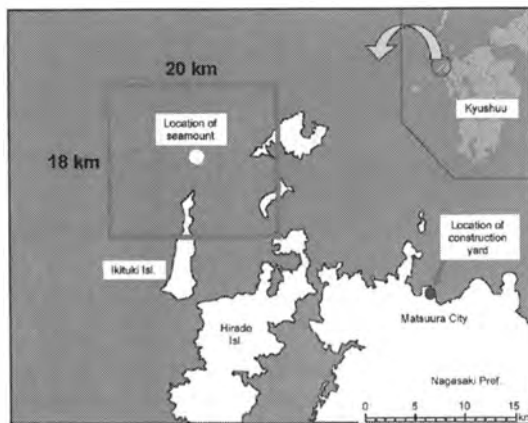 20 km
Kyushuu
Location of
seamount
18 km
Location of
construction
yard
Ikituki Isl.
Hirado
Isl.
Matsuura City
Nagasaki Pref.
0 5 10 15
km